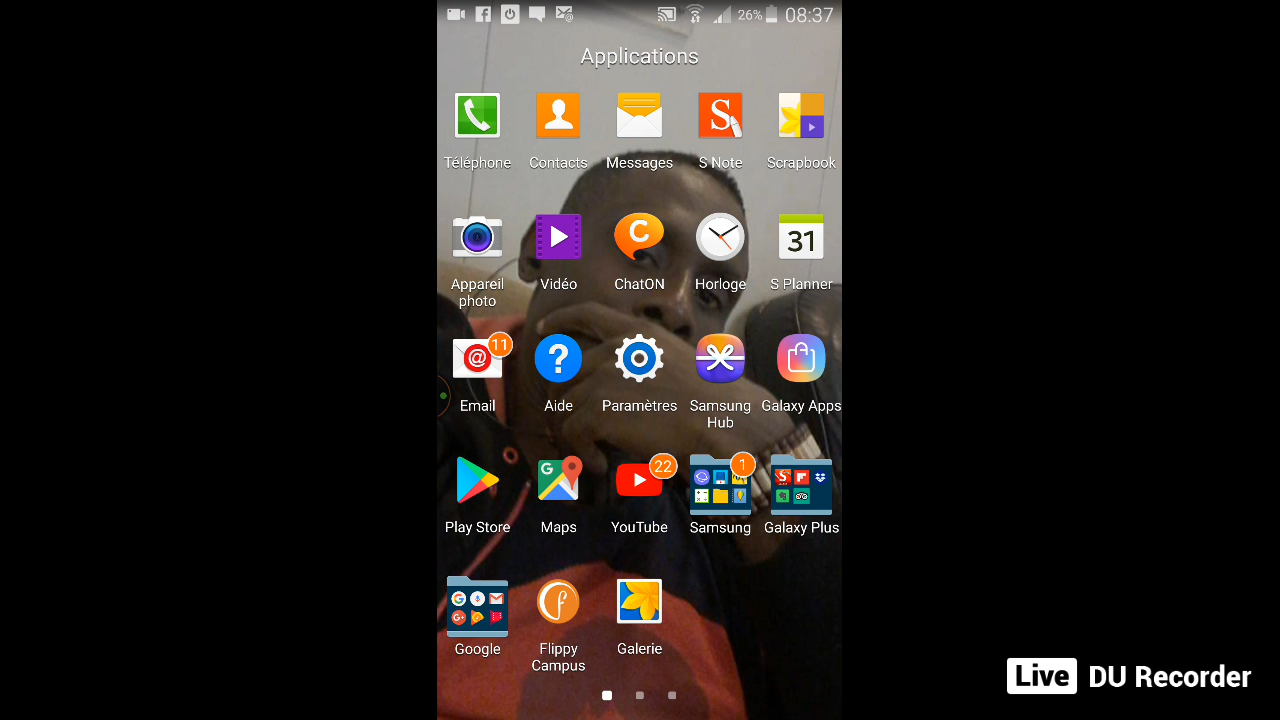 26% 08:37
Applications
Téléphone Contacts Messages S Note Scrapbook
31
Appareil photo Vidéo ChatON Horloge S Planner
11
Email Aide Paramètres Samsung Hub Galaxy Apps
22 1
Play Store Maps YouTube Samsung Galaxy Plus
Google Flippy Campus Galerie
Live DU Recorder